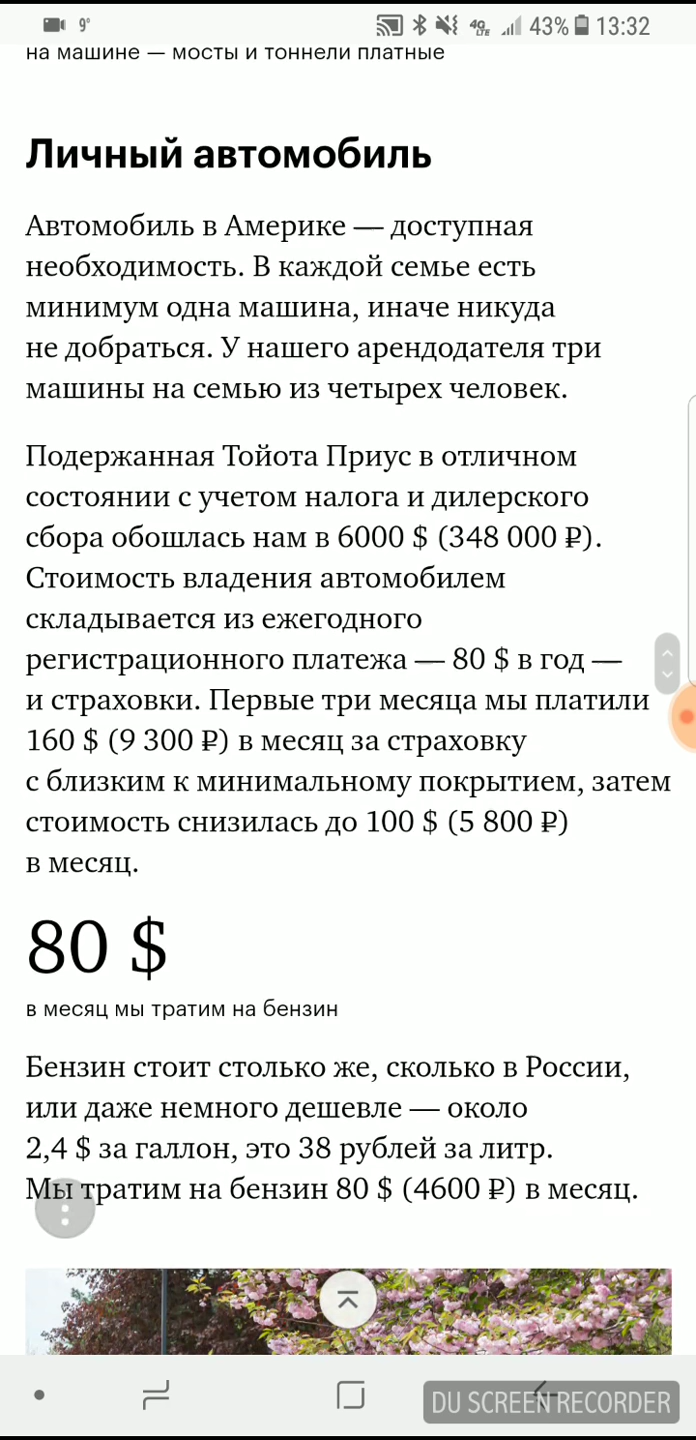 9°
4G
LTE
43%
13:32
на машине — мосты и тоннели платные
Личный автомобиль
Автомобиль в Америке — доступная
необходимость. В каждой семье есть
минимум одна машина, иначе никуда
не добраться. У нашего арендодателя три
машины на семью из четырех человек.
Подержанная Тойота Приус в отличном
состоянии с учетом налога и дилерского
сбора обошлась нам в 6000 $ (348 000 ₽).
Стоимость владения автомобилем
складывается из ежегодного
регистрационного платежа — 80 $ в год —
и страховки. Первые три месяца мы платили
160 $ (9 300 ₽) в месяц за страховку
с близким к минимальному покрытием, затем
стоимость снизилась до 100 $ (5 800 ₽)
в месяц.
80 $
в месяц мы тратим на бензин
Бензин стоит столько же, сколько в России,
или даже немного дешевле — около
2,4 $ за галлон, это 38 рублей за литр.
Мы тратим на бензин 80 $ (4600 ₽) в месяц.
DU SCREEN RECORDER